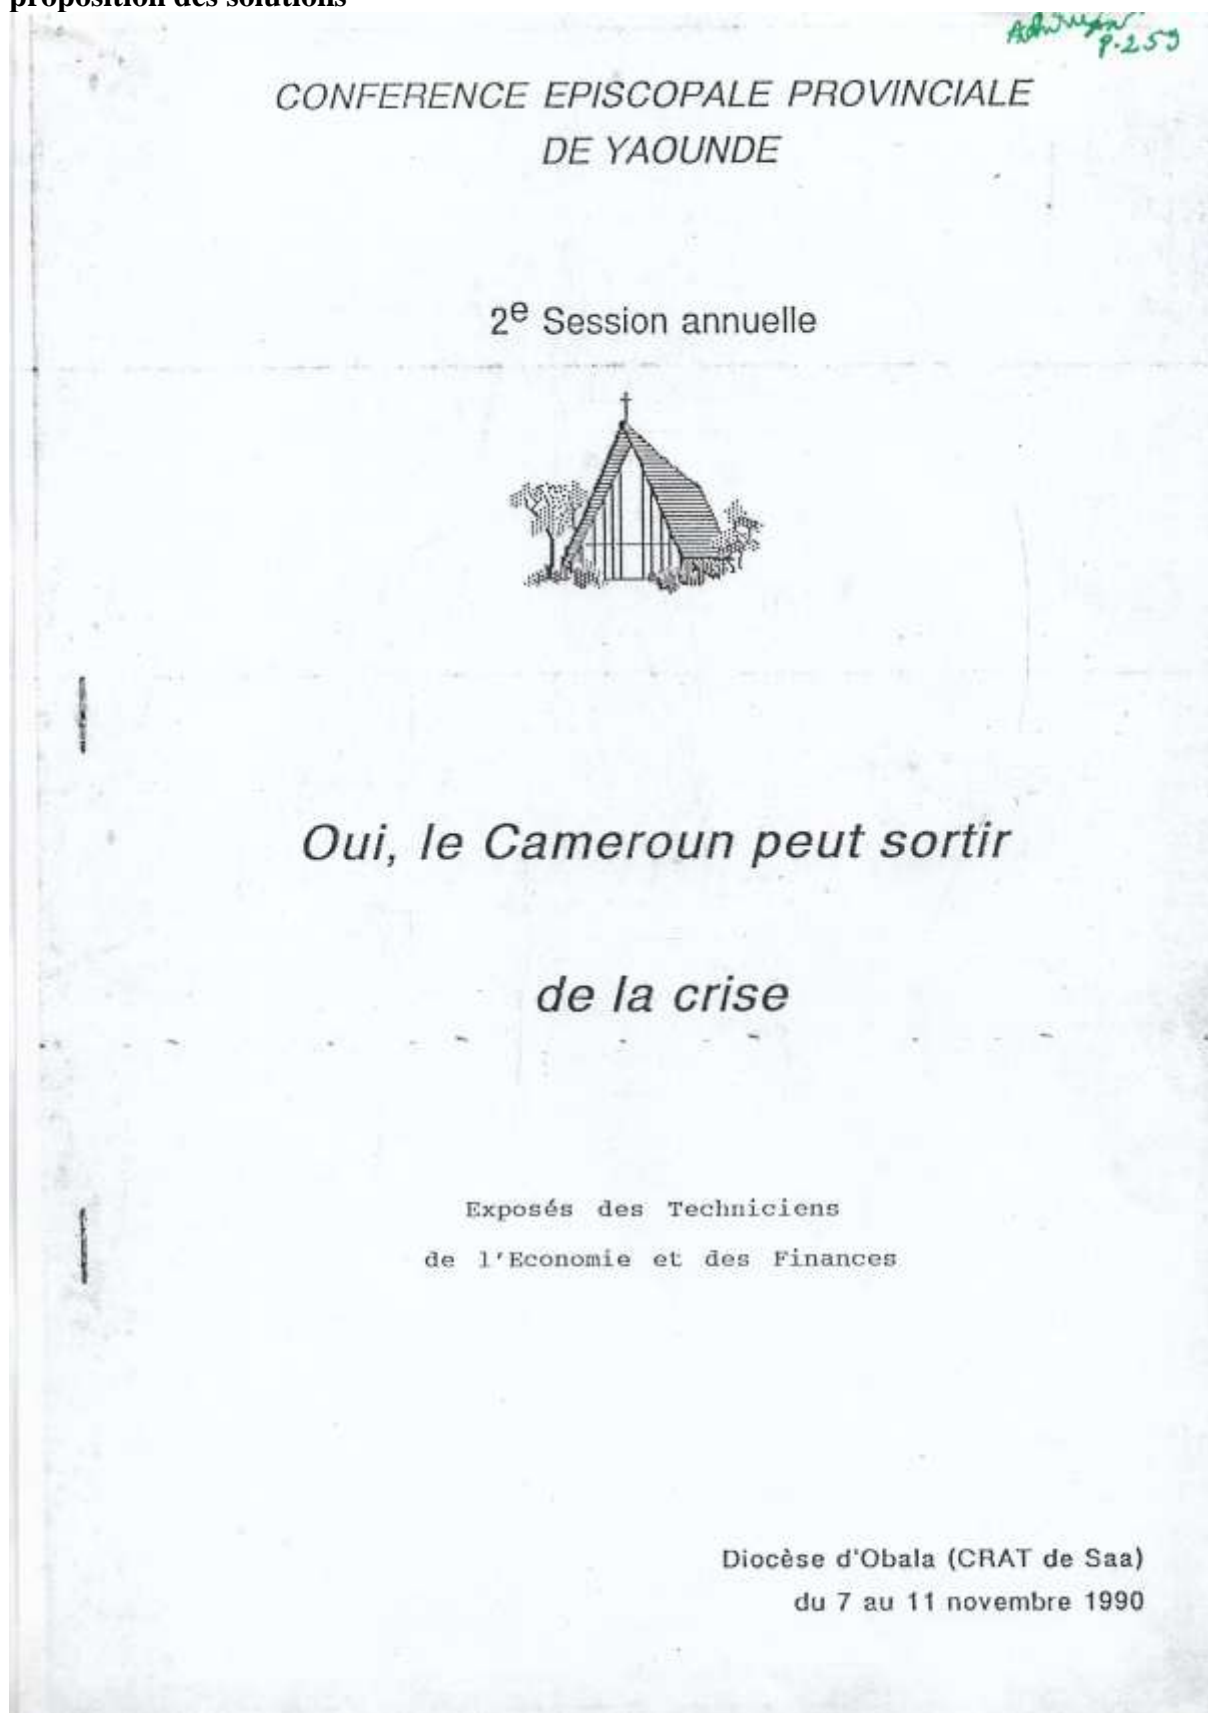 proposition des solutions
P.259
CONFERENCE EPISCOPALE PROVINCIALE
DE YAOUNDE
2e Session annuelle
Oui, le Cameroun peut sortir
de la crise
Exposés des Techniciens
de l'Economie et des Finances
Diocèse d'Obala (CRAT de Saa)
du 7 au 11 novembre 1990